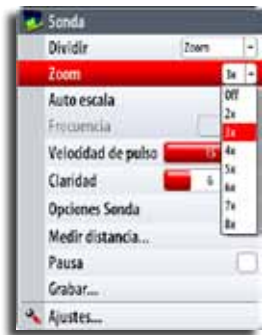 Sonda
Dividir Zoom
Zoom 3x
Auto escala Off
2x
Frecuencia 3x
Velocidad de pulso 15 4x
5x
Claridad 6 6x
7x
Opciones Sonda 8x
Medir distancia...
Pausa
Grabar...
Ajustes...